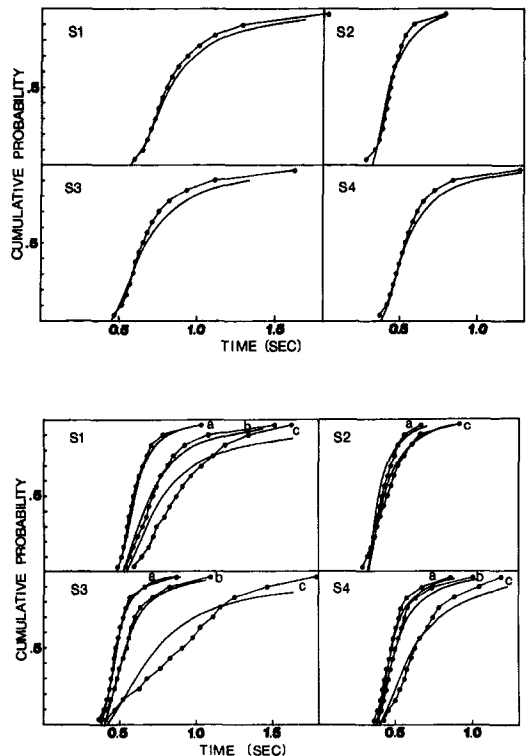 S1
S2
CUMULATIVE PROBABILITY
.5
S3
S4
.5
0.5 1.0 1.5 0.5 1.0
TIME (SEC)
S1 a b c
S2 a c
CUMULATIVE PROBABILITY
.5
S3 a b c
S4 a b c
.5
0.5 1.0 1.5 0.5 1.0
TIME (SEC)